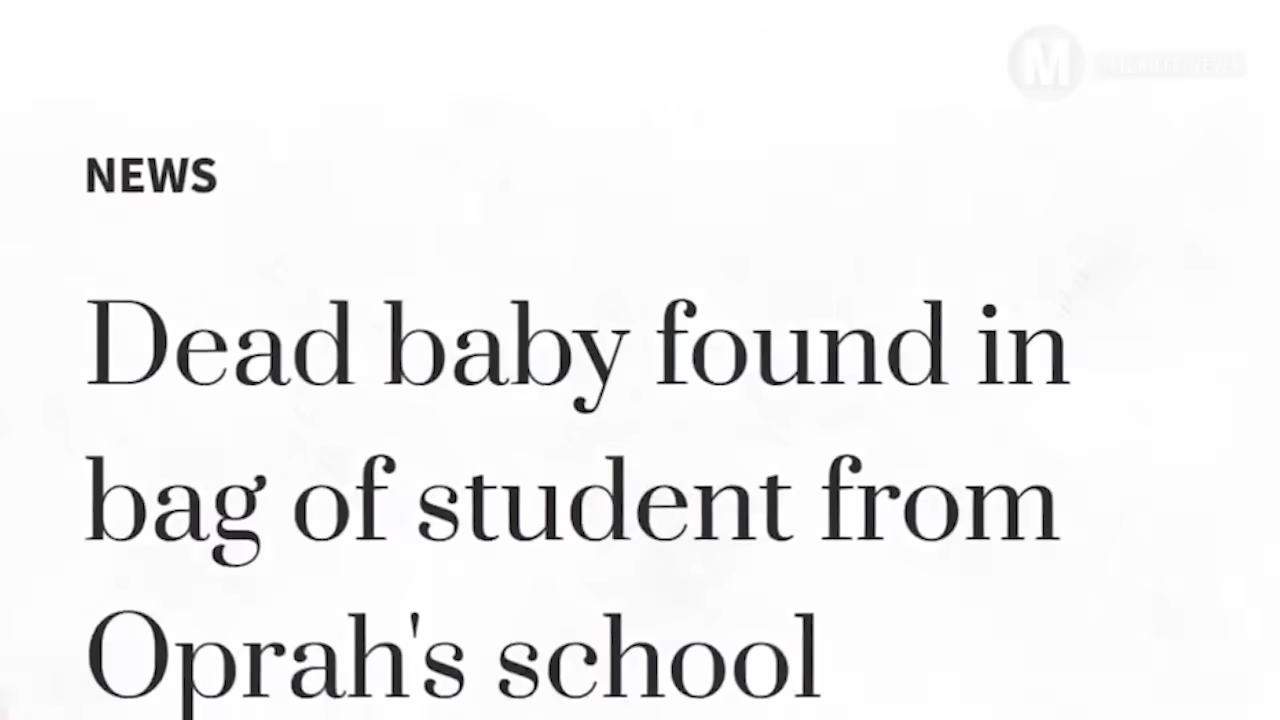 M
NEWS
Dead baby found in
bag of student from
Oprah's school